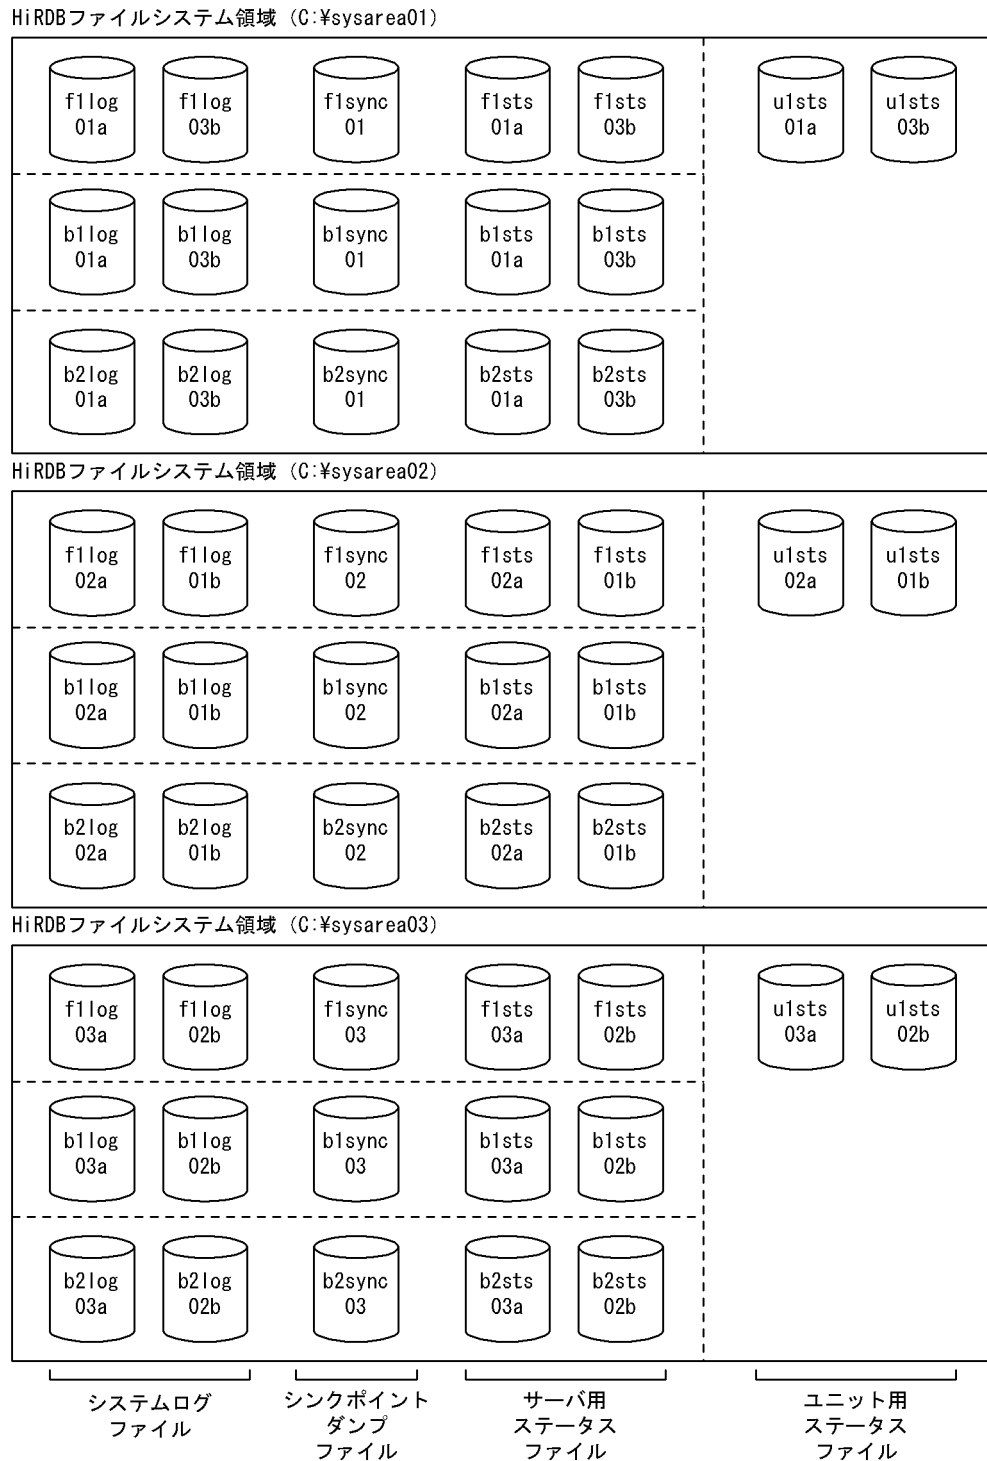 HiRDBファイルシステム領域（C:¥sysarea01）
f1log f1log f1sync f1sts f1sts u1sts u1sts
01a 03b 01 01a 03b 01a 03b
b1log b1log b1sync b1sts b1sts
01a 03b 01 01a 03b
b2log b2log b2sync b2sts b2sts
01a 03b 01 01a 03b
HiRDBファイルシステム領域（C:¥sysarea02）
f1log f1log f1sync f1sts f1sts u1sts u1sts
02a 01b 02 02a 01b 02a 01b
b1log b1log b1sync b1sts b1sts
02a 01b 02 02a 01b
b2log b2log b2sync b2sts b2sts
02a 01b 02 02a 01b
HiRDBファイルシステム領域（C:¥sysarea03）
f1log f1log f1sync f1sts f1sts u1sts u1sts
03a 02b 03 03a 02b 03a 02b
b1log b1log b1sync b1sts b1sts
03a 02b 03 03a 02b
b2log b2log b2sync b2sts b2sts
03a 02b 03 03a 02b
システムログ
ファイル
シンクポイント
ダンプ
ファイル
サーバ用
ステータス
ファイル
ユニット用
ステータス
ファイル